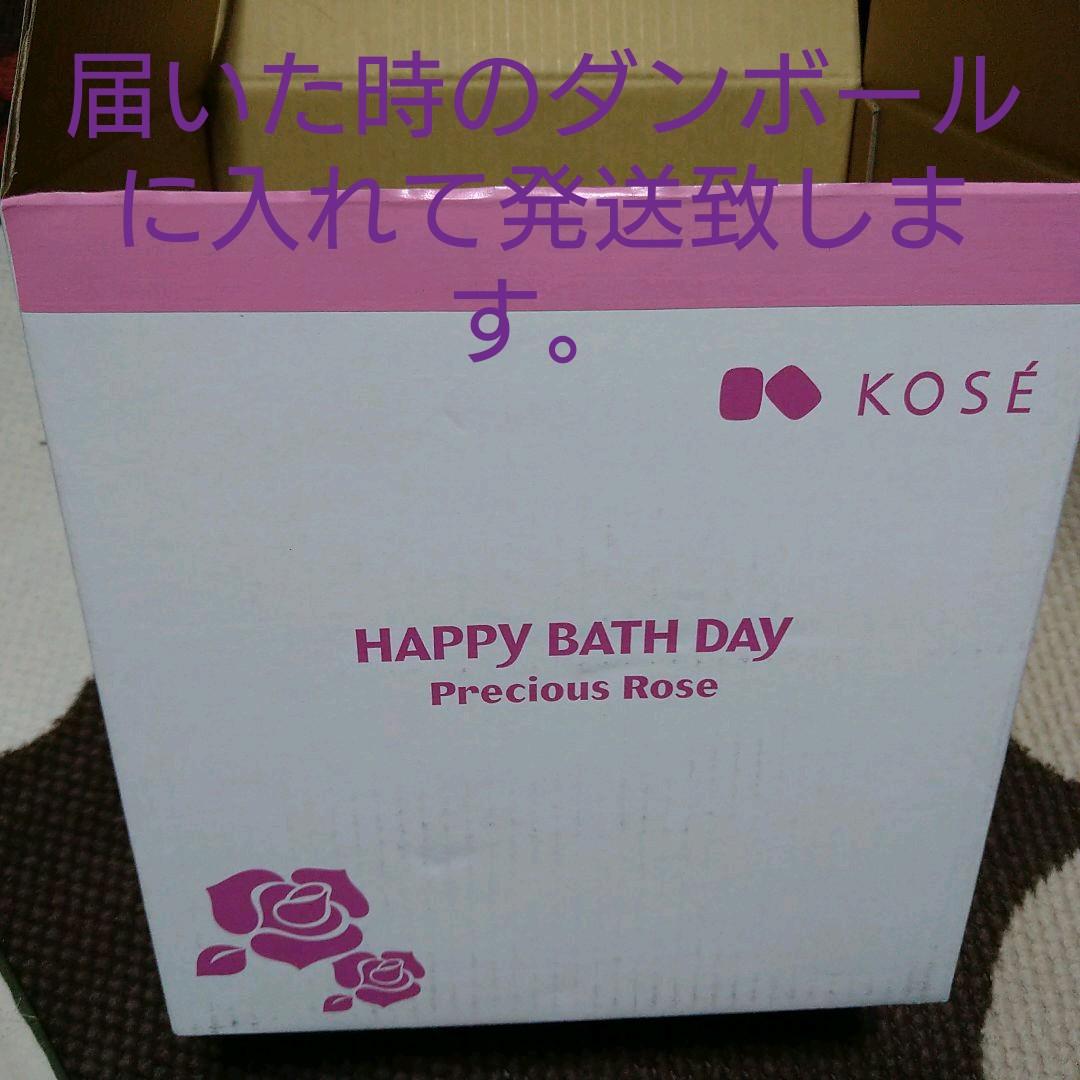 届いた時のダンボール
に入れて発送致しま
す。
KOSÉ
HAPPY BATH DAY
Precious Rose